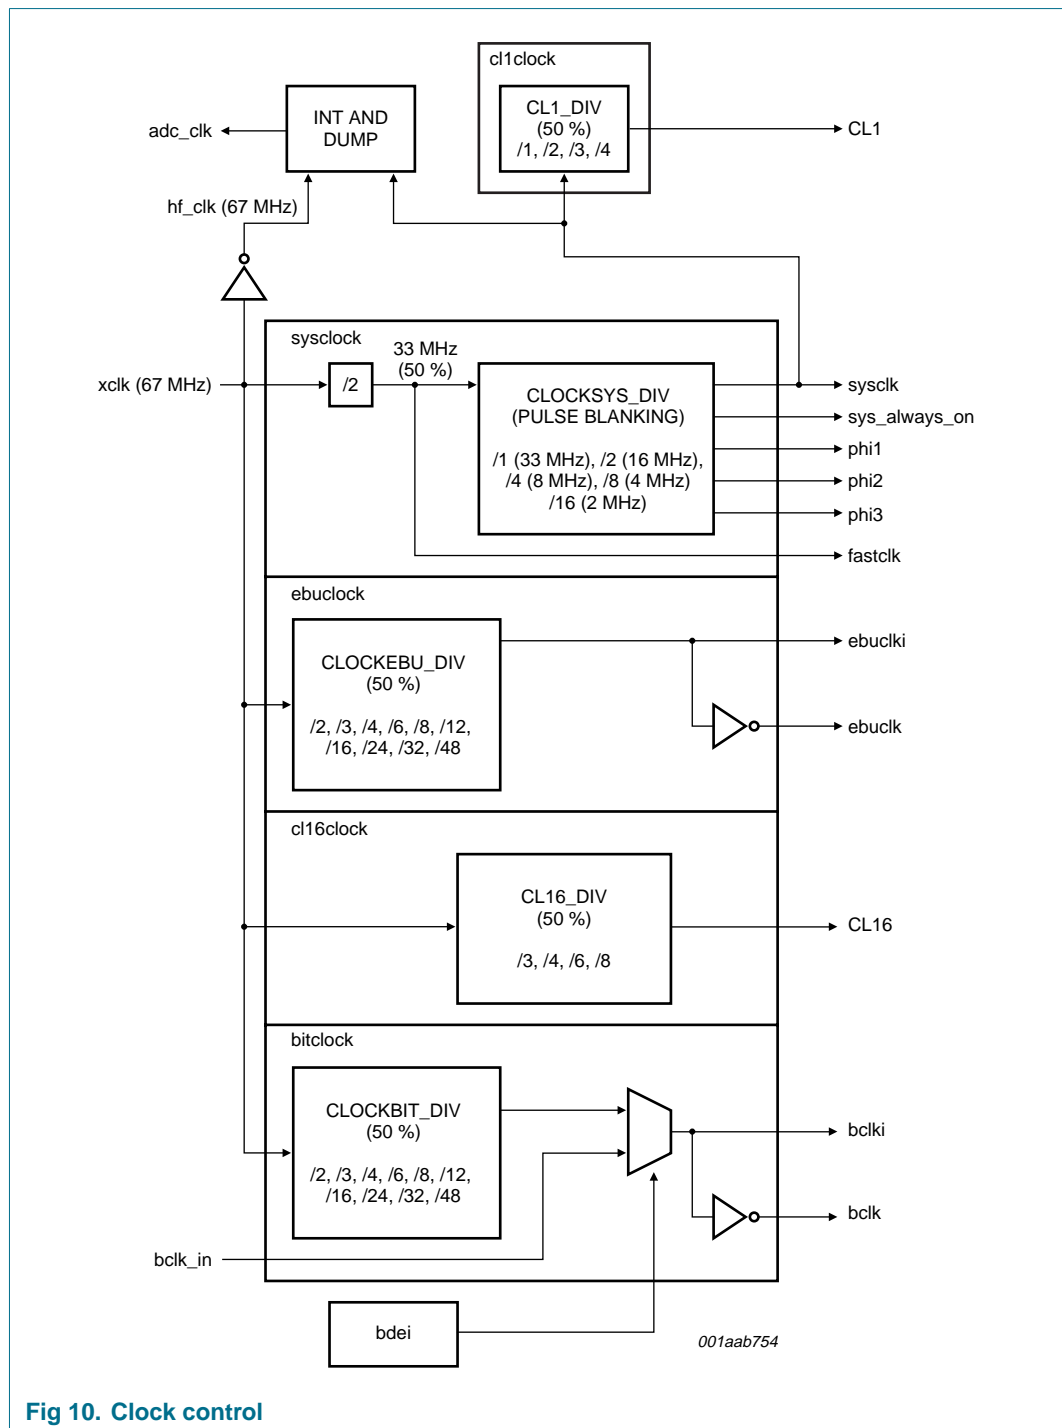 cl1clock
CL1_DIV
(50 %)
/1, /2, /3, /4
CL1
INT AND
DUMP
adc_clk
hf_clk (67 MHz)
sysclock
33 MHz
(50 %)
xclk (67 MHz)
/2
CLOCKSYS_DIV
(PULSE BLANKING)
/1 (33 MHz), /2 (16 MHz),
/4 (8 MHz), /8 (4 MHz)
/16 (2 MHz)
sysclk
sys_always_on
phi1
phi2
phi3
fastclk
ebuclock
CLOCKEBU_DIV
(50 %)
/2, /3, /4, /6, /8, /12,
/16, /24, /32, /48
ebuclki
ebuclk
cl16clock
CL16_DIV
(50 %)
/3, /4, /6, /8
CL16
bitclock
CLOCKBIT_DIV
(50 %)
/2, /3, /4, /6, /8, /12,
/16, /24, /32, /48
bclki
bclk
bclk_in
bdei
001aab754
Fig 10. Clock control